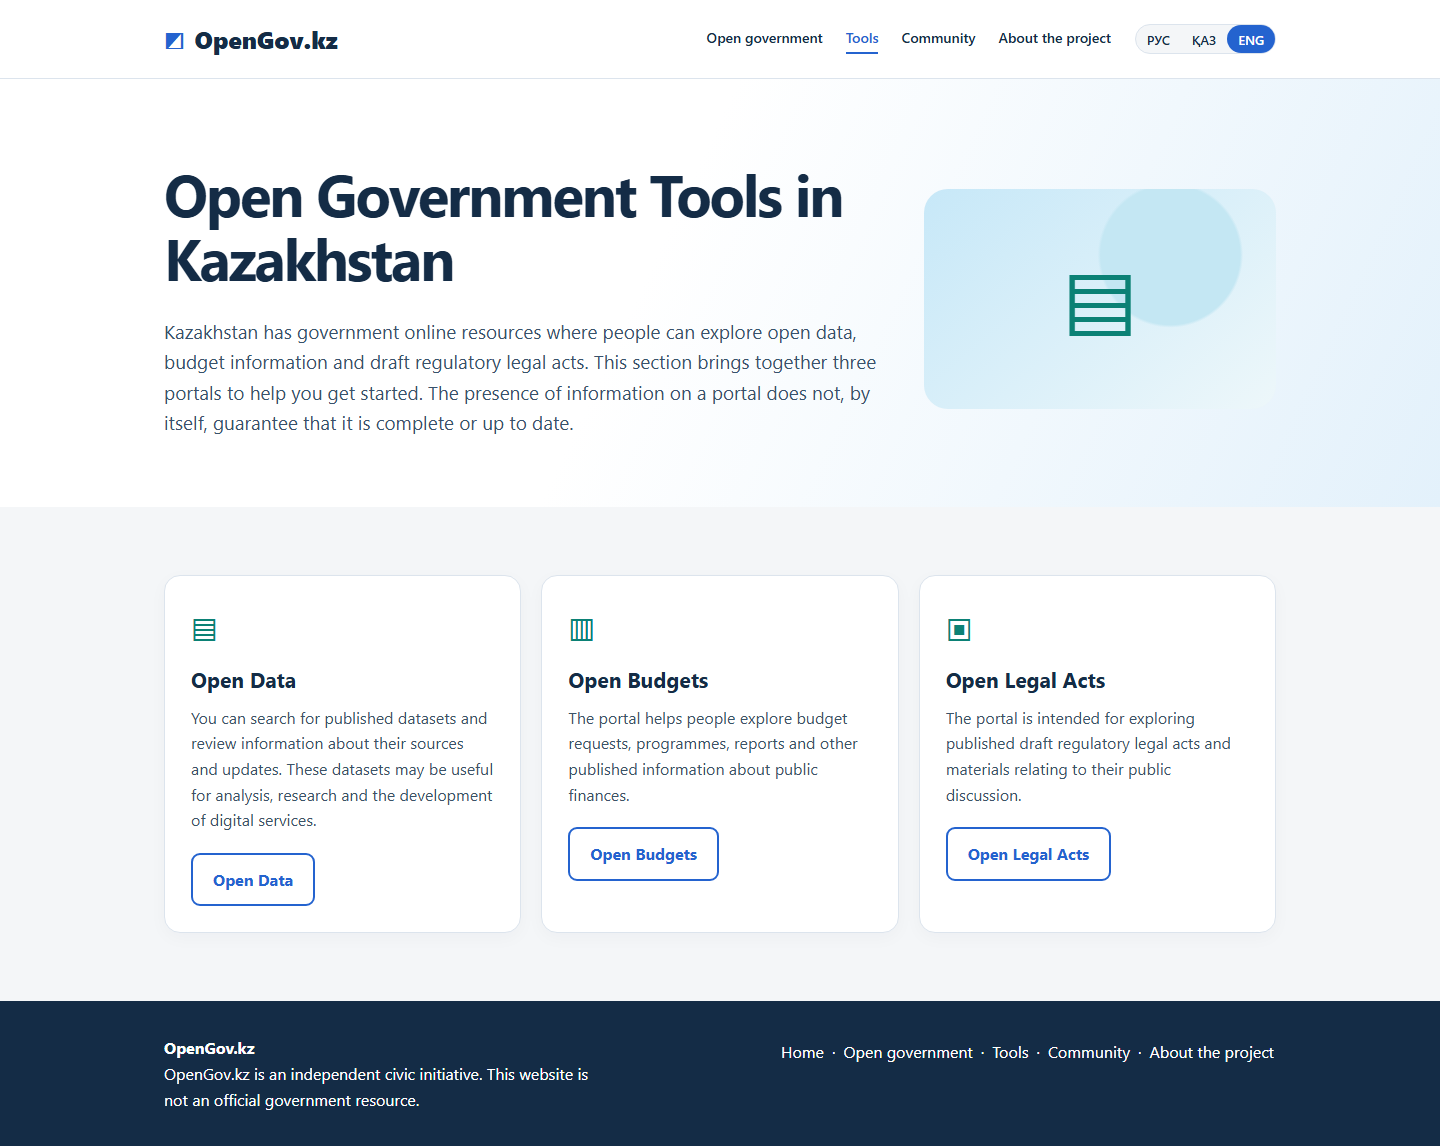 OpenGov.kz
Open government Tools Community About the project РУС ҚАЗ ENG
Open Government Tools in
Kazakhstan
Kazakhstan has government online resources where people can explore open data,
budget information and draft regulatory legal acts. This section brings together three
portals to help you get started. The presence of information on a portal does not, by
itself, guarantee that it is complete or up to date.
Open Data
You can search for published datasets and
review information about their sources
and updates. These datasets may be useful
for analysis, research and the development
of digital services.
Open Data
Open Budgets
The portal helps people explore budget
requests, programmes, reports and other
published information about public
finances.
Open Budgets
Open Legal Acts
The portal is intended for exploring
published draft regulatory legal acts and
materials relating to their public
discussion.
Open Legal Acts
OpenGov.kz
OpenGov.kz is an independent civic initiative. This website is
not an official government resource.
Home · Open government · Tools · Community · About the project